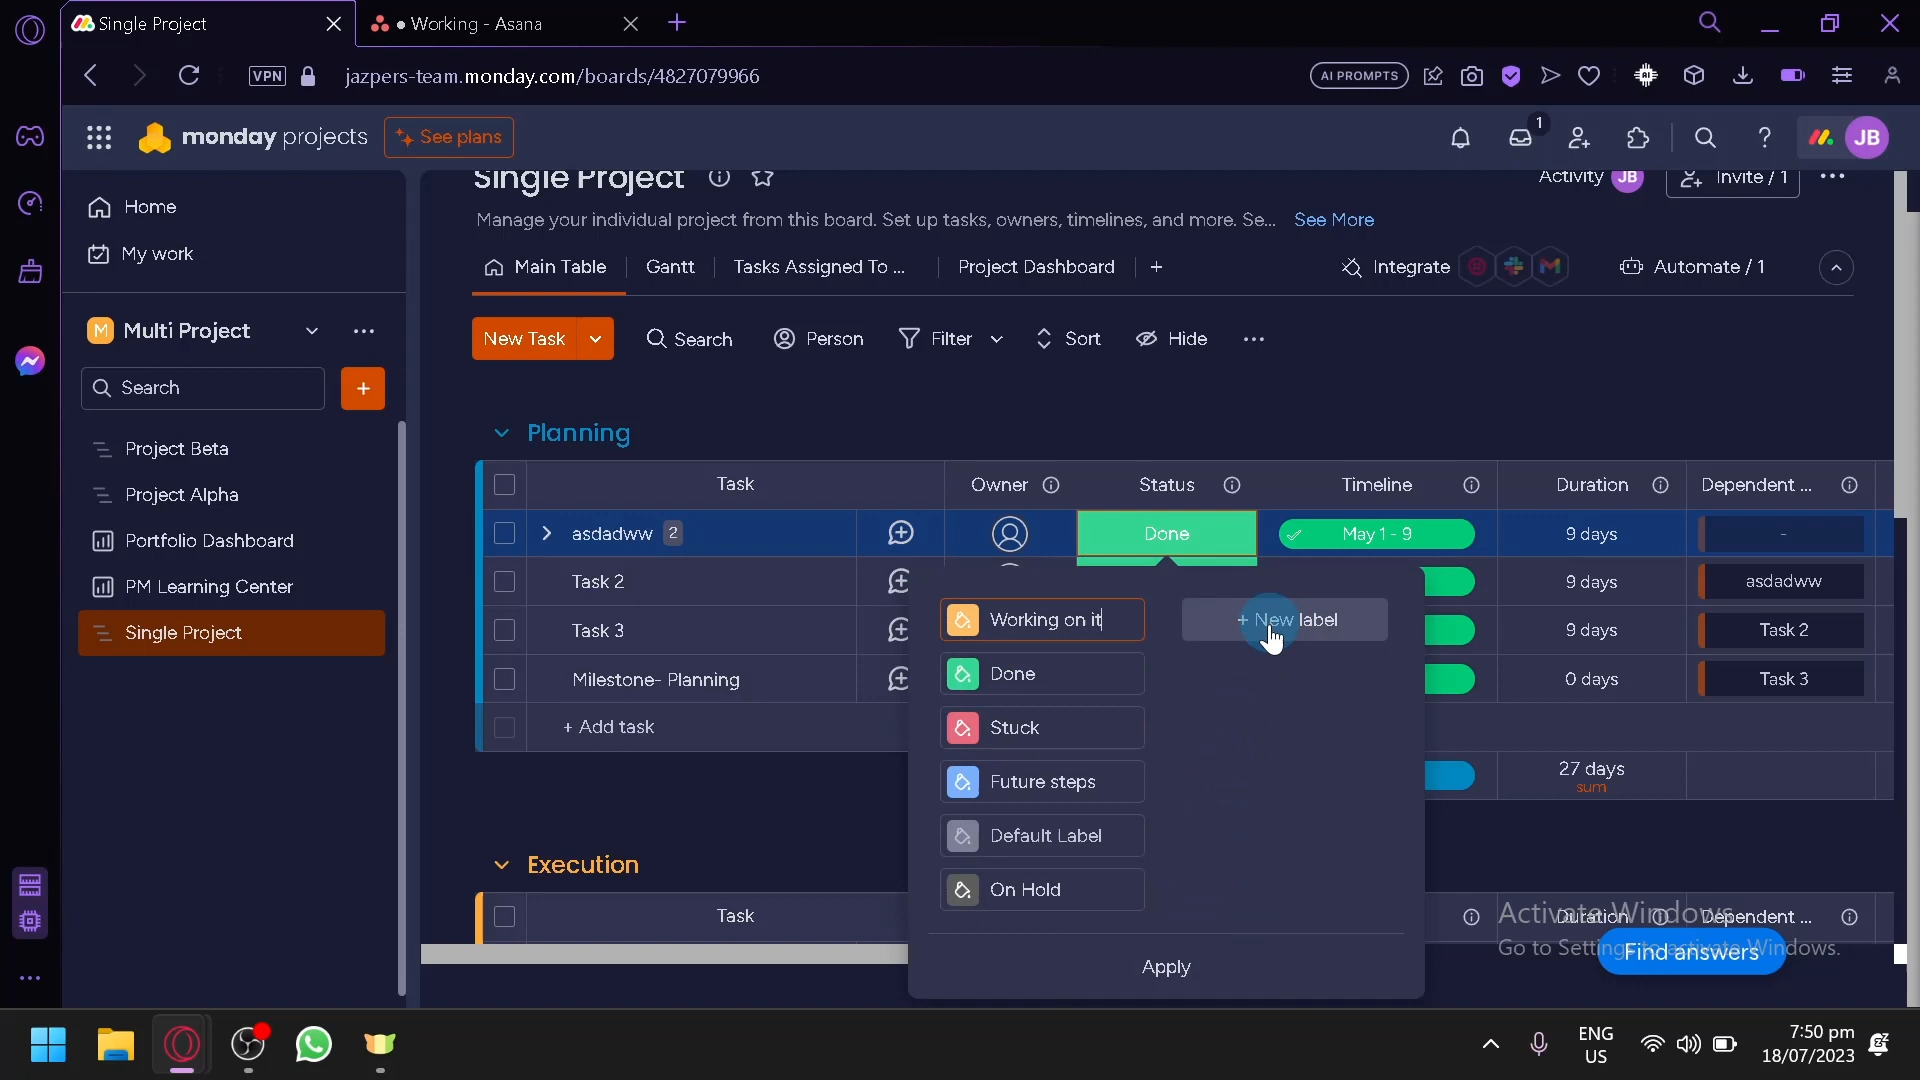 Single Project
Working - Asana
VPN
jazpers-team.monday.com/boards/4827079966
AI PROMPTS
monday projects
See plans
1
JB
Home
My work
Multi Project
M
Search
Project Beta
Project Alpha
Portfolio Dashboard
PM Learning Center
Single Project
Single Project
Activity
JB
Invite / 1
Manage your individual project from this board. Set up tasks, owners, timelines, and more. Se...
See More
Main Table
Gantt
Tasks Assigned To ...
Project Dashboard
+
Integrate
Automate / 1
New Task
Search
Person
Filter
Sort
Hide
Planning
Task
Owner
Status
Timeline
Duration
Dependent ...
asdadww 2
Done
May 1 - 9
9 days
-
Task 2
9 days
asdadww
Task 3
9 days
Task 2
Milestone- Planning
0 days
Task 3
+ Add task
27 days
sum
Working on it
+ New label
Done
Stuck
Future steps
Default Label
On Hold
Apply
Execution
Task
Duration
Dependent ...
Activate Windows
Go to Settings to activate Windows.
Find answers
ENG
US
7:50 pm
18/07/2023